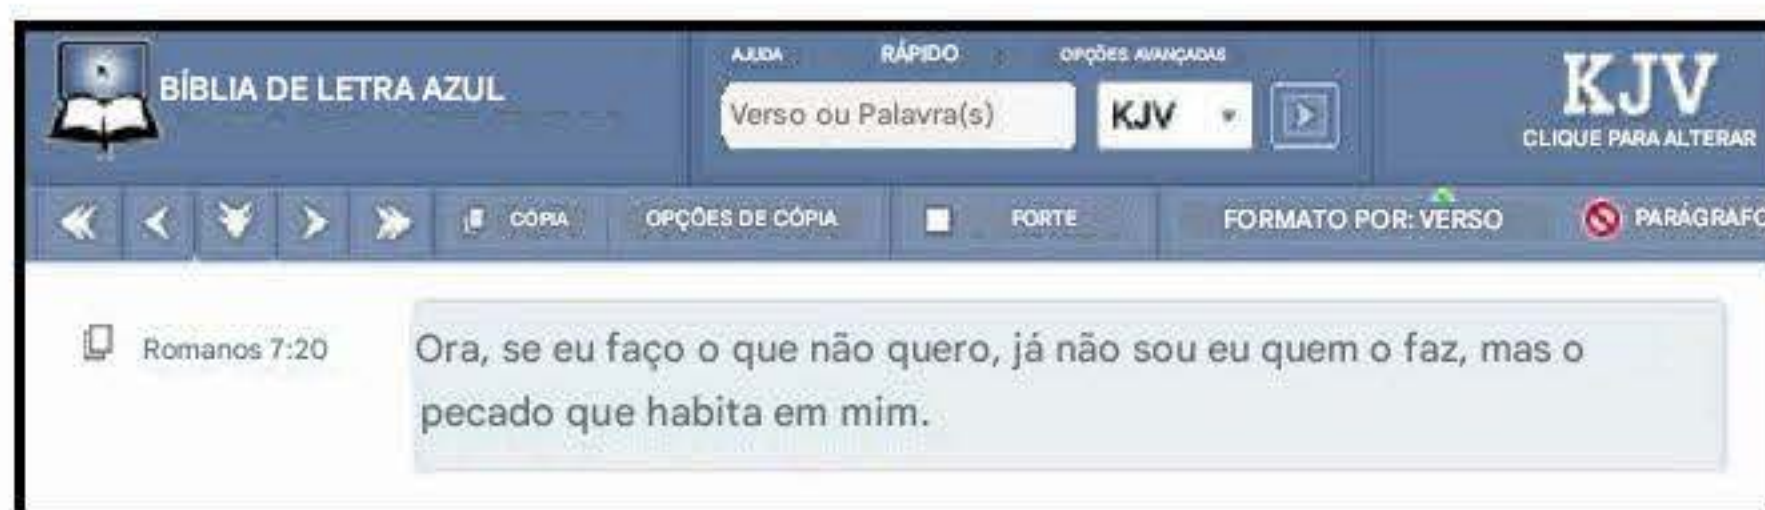 BÍBLIA DE LETRA AZUL
AJUDA RÁPIDO OPÇÕES AVANÇADAS
Verso ou Palavra(s) KJV
KJV
CLIQUE PARA ALTERAR
CÓPIA OPÇÕES DE CÓPIA FORTE FORMATO POR: VERSO PARÁGRAFO
Romanos 7:20 Ora, se eu faço o que não quero, já não sou eu quem o faz, mas o
pecado que habita em mim.